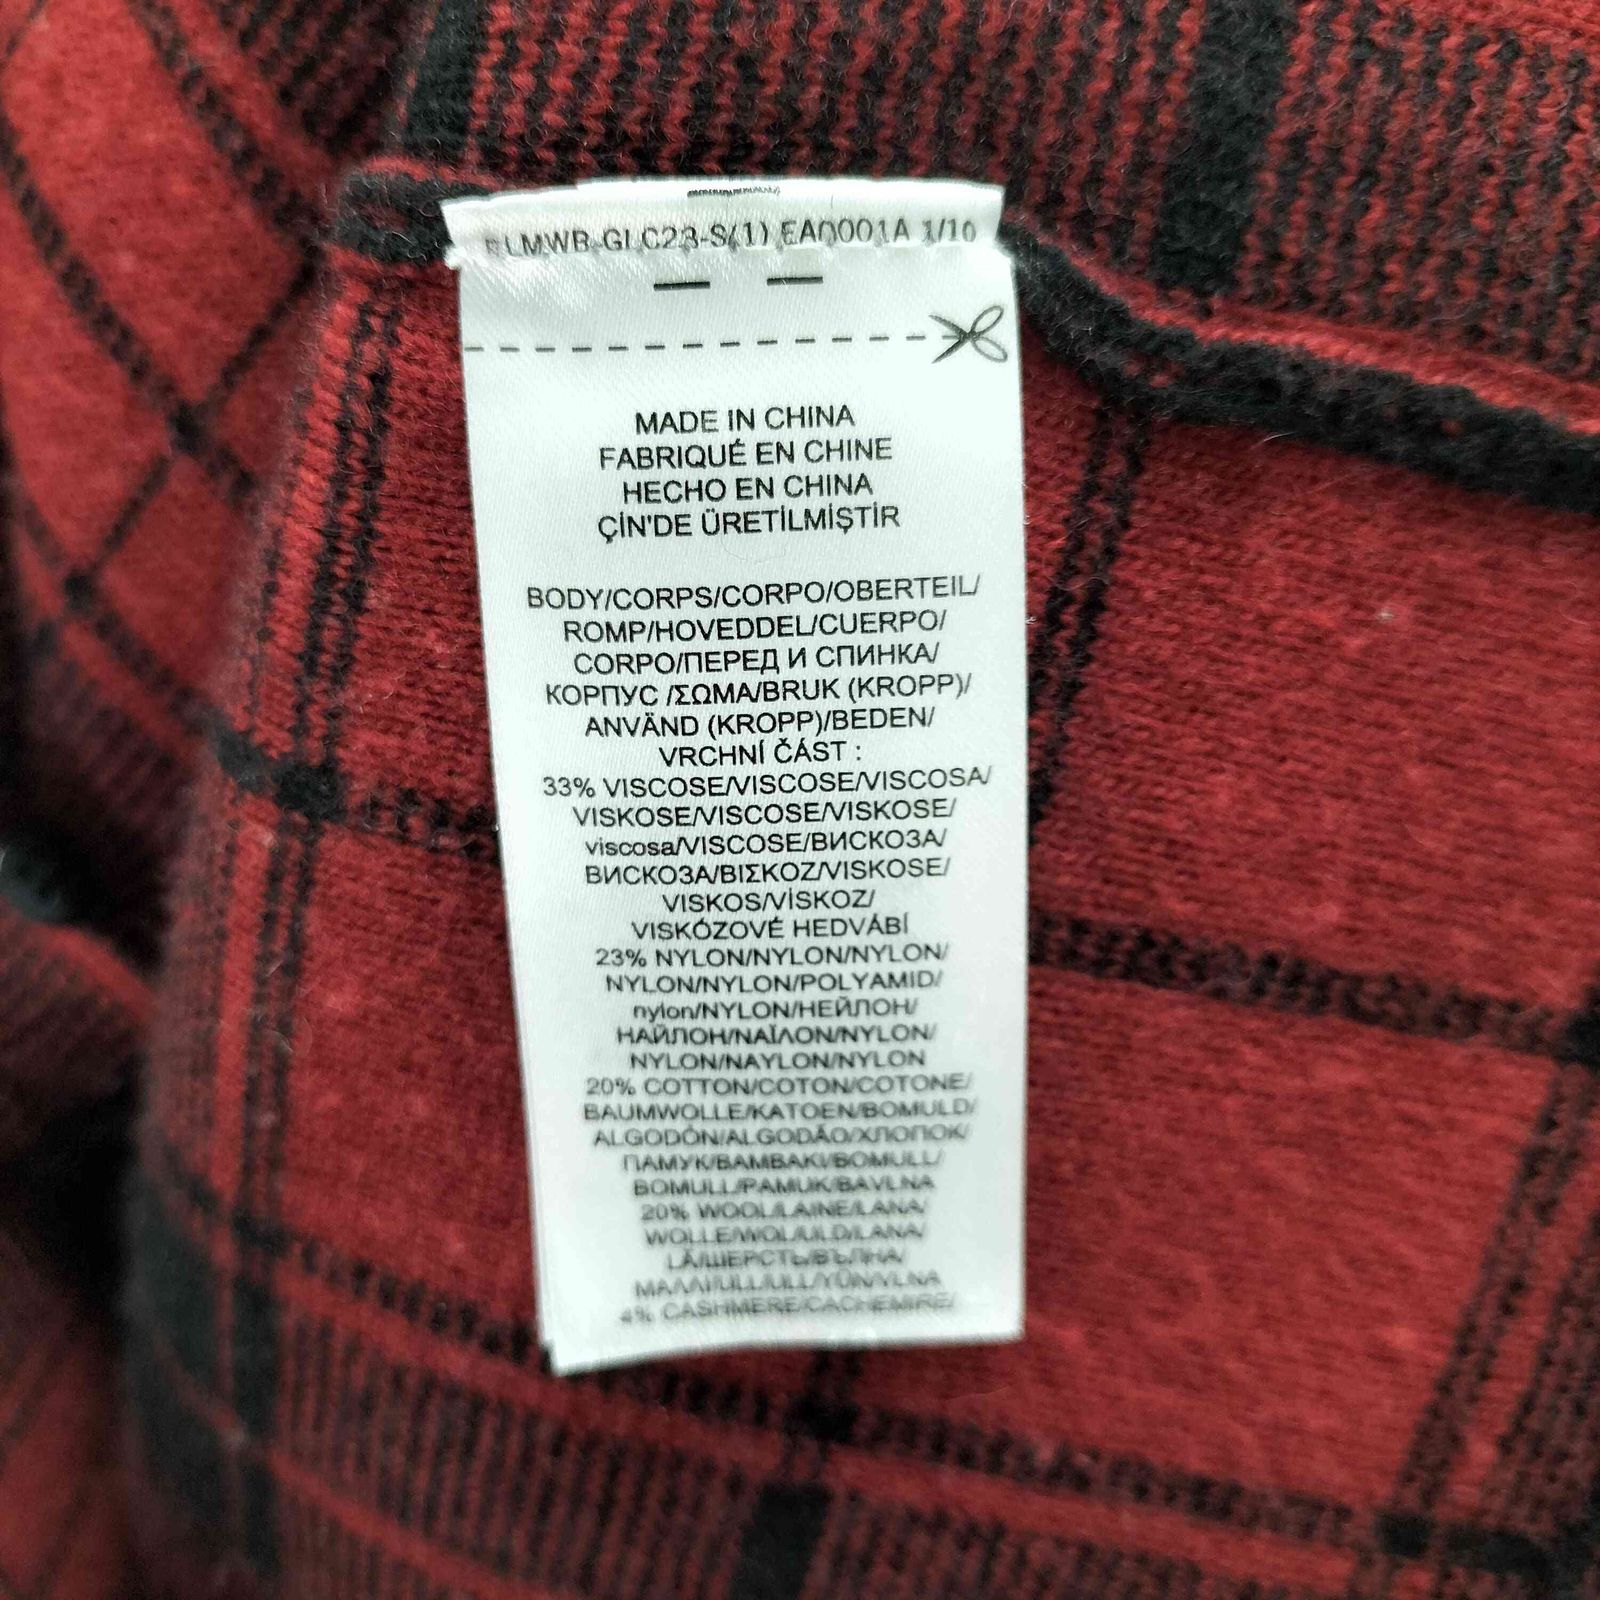 RLMWB-GLC23-S(1) EA0001A 1/10
MADE IN CHINA
FABRIQUÉ EN CHINE
HECHO EN CHINA
ÇİN'DE ÜRETİLMİŞTİR
BODY/CORPS/CORPO/OBERTEIL/
ROMP/HOVEDDEL/CUERPO/
CORPO/ПЕРЕД И СПИНКА/
КОРПУС /ΣΩΜΑ/BRUK (KROPP)/
ANVÄND (KROPP)/BEDEN/
VRCHNÍ ČÁST :
33% VISCOSE/VISCOSE/VISCOSA/
VISKOSE/VISCOSE/VISKOSE/
viscosa/VISCOSE/ВИСКОЗА/
ВИСКОЗА/ΒΙΣΚΟΖ/VISKOSE/
VISKOS/VİSKOZ/
VISKÓZOVÉ HEDVÁBÍ
23% NYLON/NYLON/NYLON/
NYLON/NYLON/POLYAMID/
nylon/NYLON/НЕЙЛОН/
НАЙЛОН/ΝΑΪΛΟΝ/NYLON/
NYLON/NAYLON/NYLON
20% COTTON/COTON/COTONE/
BAUMWOLLE/KATOEN/BOMULD/
ALGODÓN/ALGODÃO/ХЛОПОК/
ПАМУК/ΒΑΜΒΑΚΙ/BOMULL/
BOMULL/PAMUK/BAVLNA
20% WOOL/LAINE/LANA/
WOLLE/WOL/ULD/LANA/
LÃ/ШЕРСТЬ/ВЪЛНА/
ΜΑΛΛΙ/ULL/ULL/YÜN/VLNA
4% CASHMERE/CACHEMIRE/